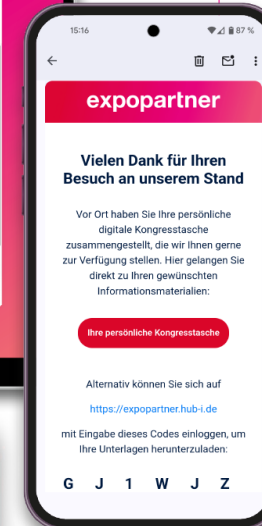 15:16
87 %
expopartner
Vielen Dank für Ihren
Besuch an unserem Stand
Vor Ort haben Sie Ihre persönliche
digitale Kongresstasche
zusammengestellt, die wir Ihnen gerne
zur Verfügung stellen. Hier gelangen Sie
direkt zu Ihren gewünschten
Informationsmaterialien:
Ihre persönliche Kongresstasche
Alternativ können Sie sich auf
https://expopartner.hub-i.de
mit Eingabe dieses Codes einloggen, um
Ihre Unterlagen herunterzuladen:
G J 1 W J Z